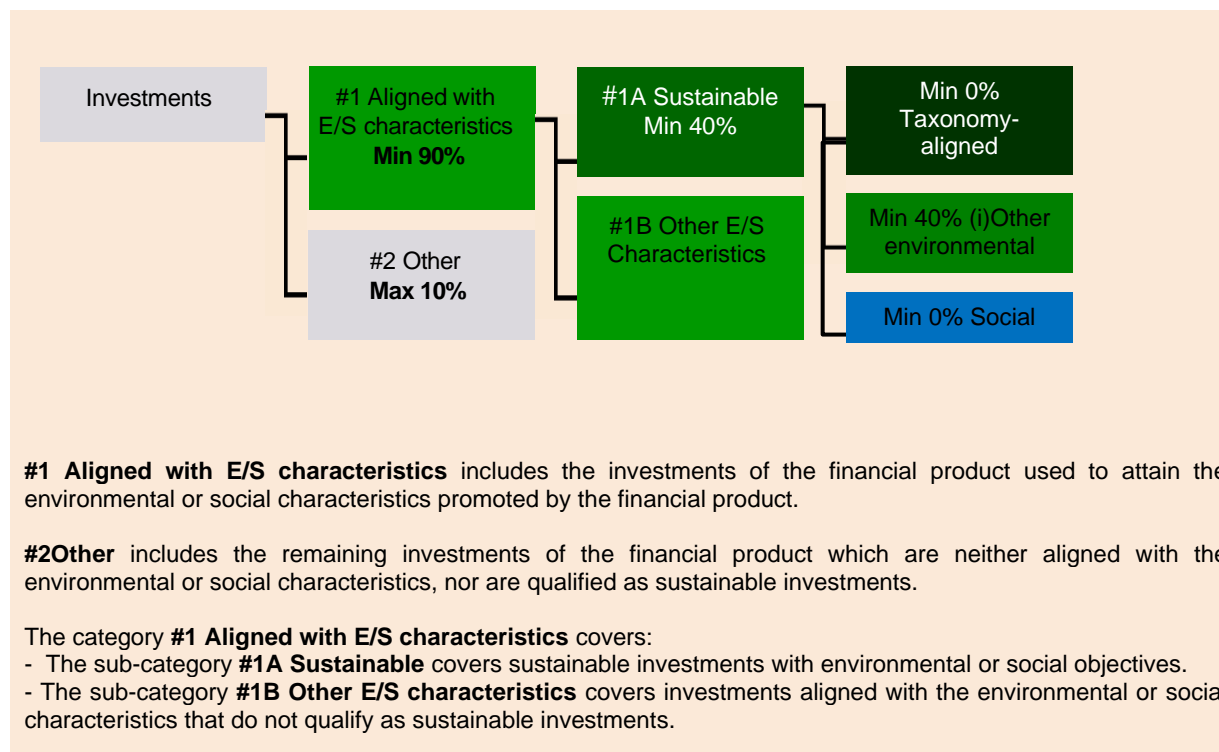 Investments
#1 Aligned with
E/S characteristics
Min 90%
#2 Other
Max 10%
#1A Sustainable
Min 40%
#1B Other E/S
Characteristics
Min 0%
Taxonomy-
aligned
Min 40% (i)Other
environmental
Min 0% Social
#1 Aligned with E/S characteristics includes the investments of the financial product used to attain the
environmental or social characteristics promoted by the financial product.
#2Other includes the remaining investments of the financial product which are neither aligned with the
environmental or social characteristics, nor are qualified as sustainable investments.
The category #1 Aligned with E/S characteristics covers:
- The sub-category #1A Sustainable covers sustainable investments with environmental or social objectives.
- The sub-category #1B Other E/S characteristics covers investments aligned with the environmental or social
characteristics that do not qualify as sustainable investments.